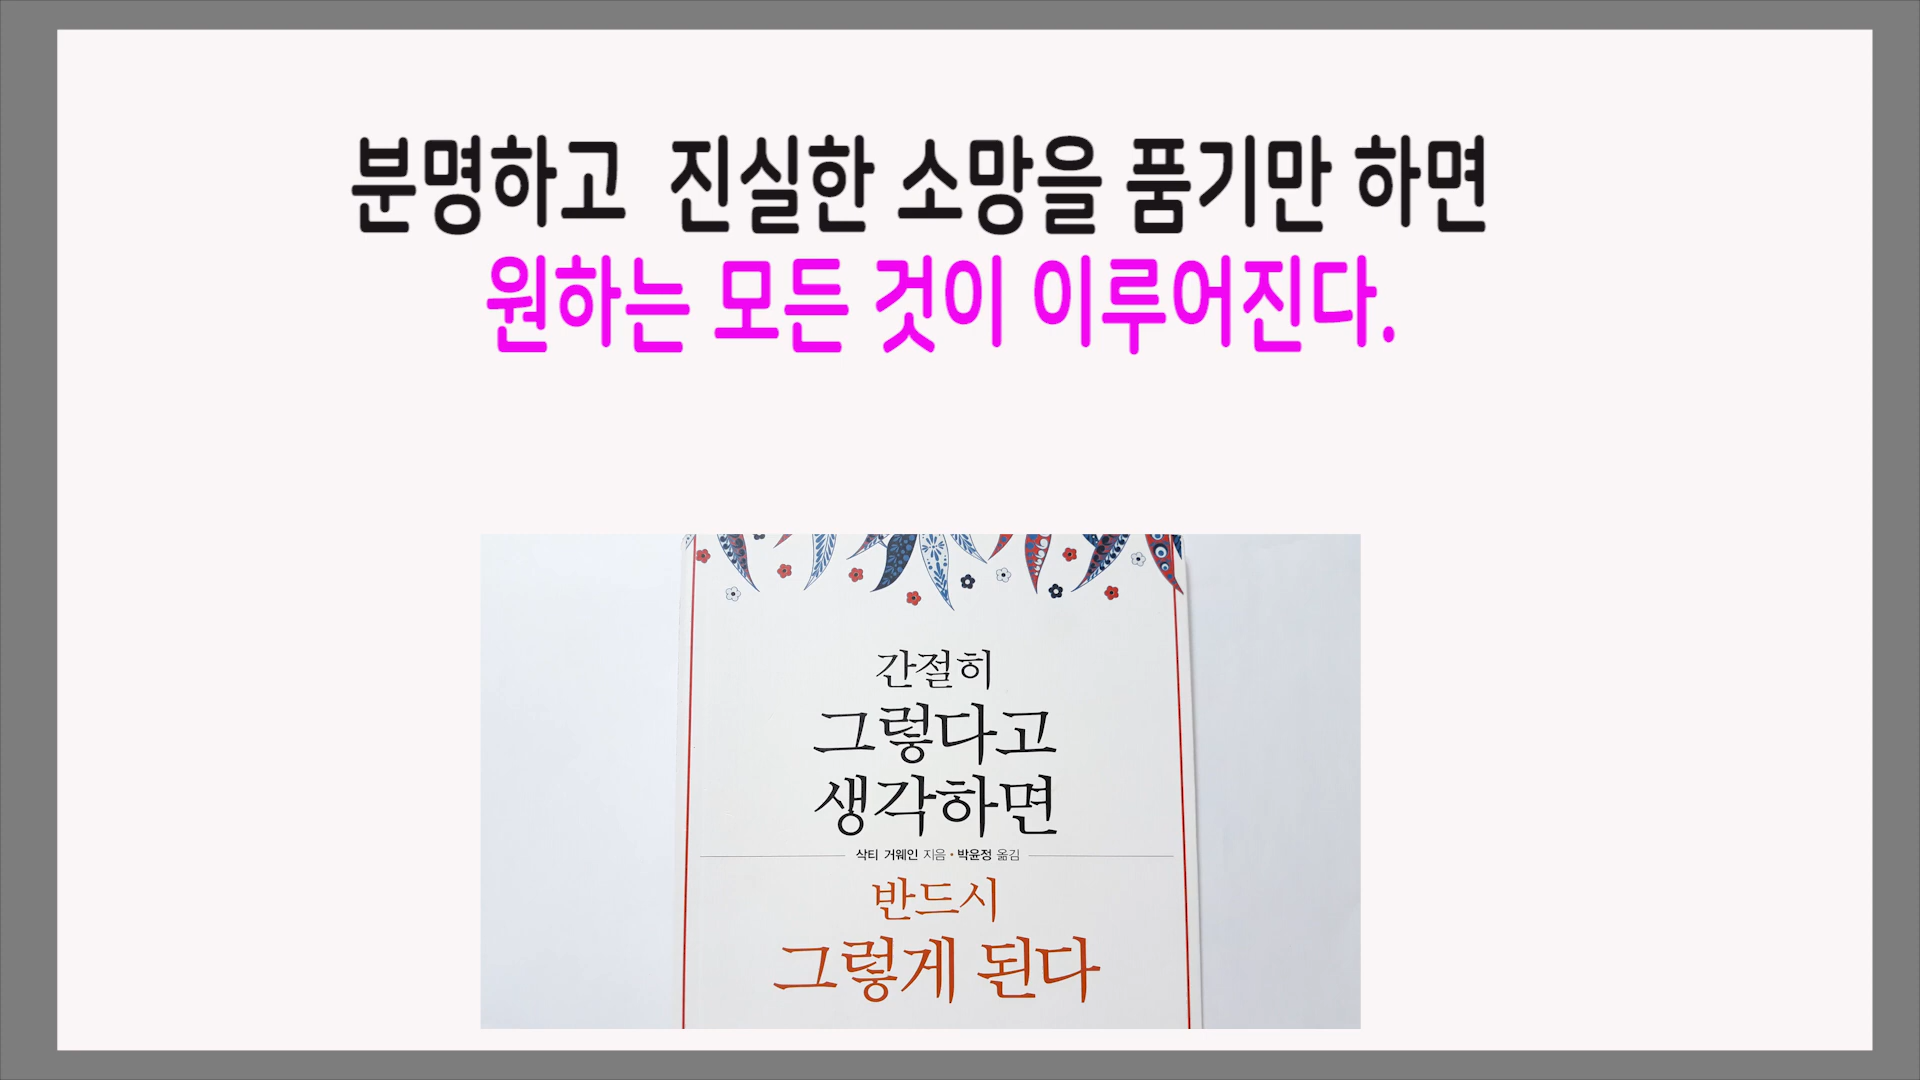 분명하고 진실한 소망을 품기만 하면
원하는 모든 것이 이루어진다.
간절히
그렇다고
생각하면
삭티 거웨인 지음 · 박윤정 옮김
반드시
그렇게 된다